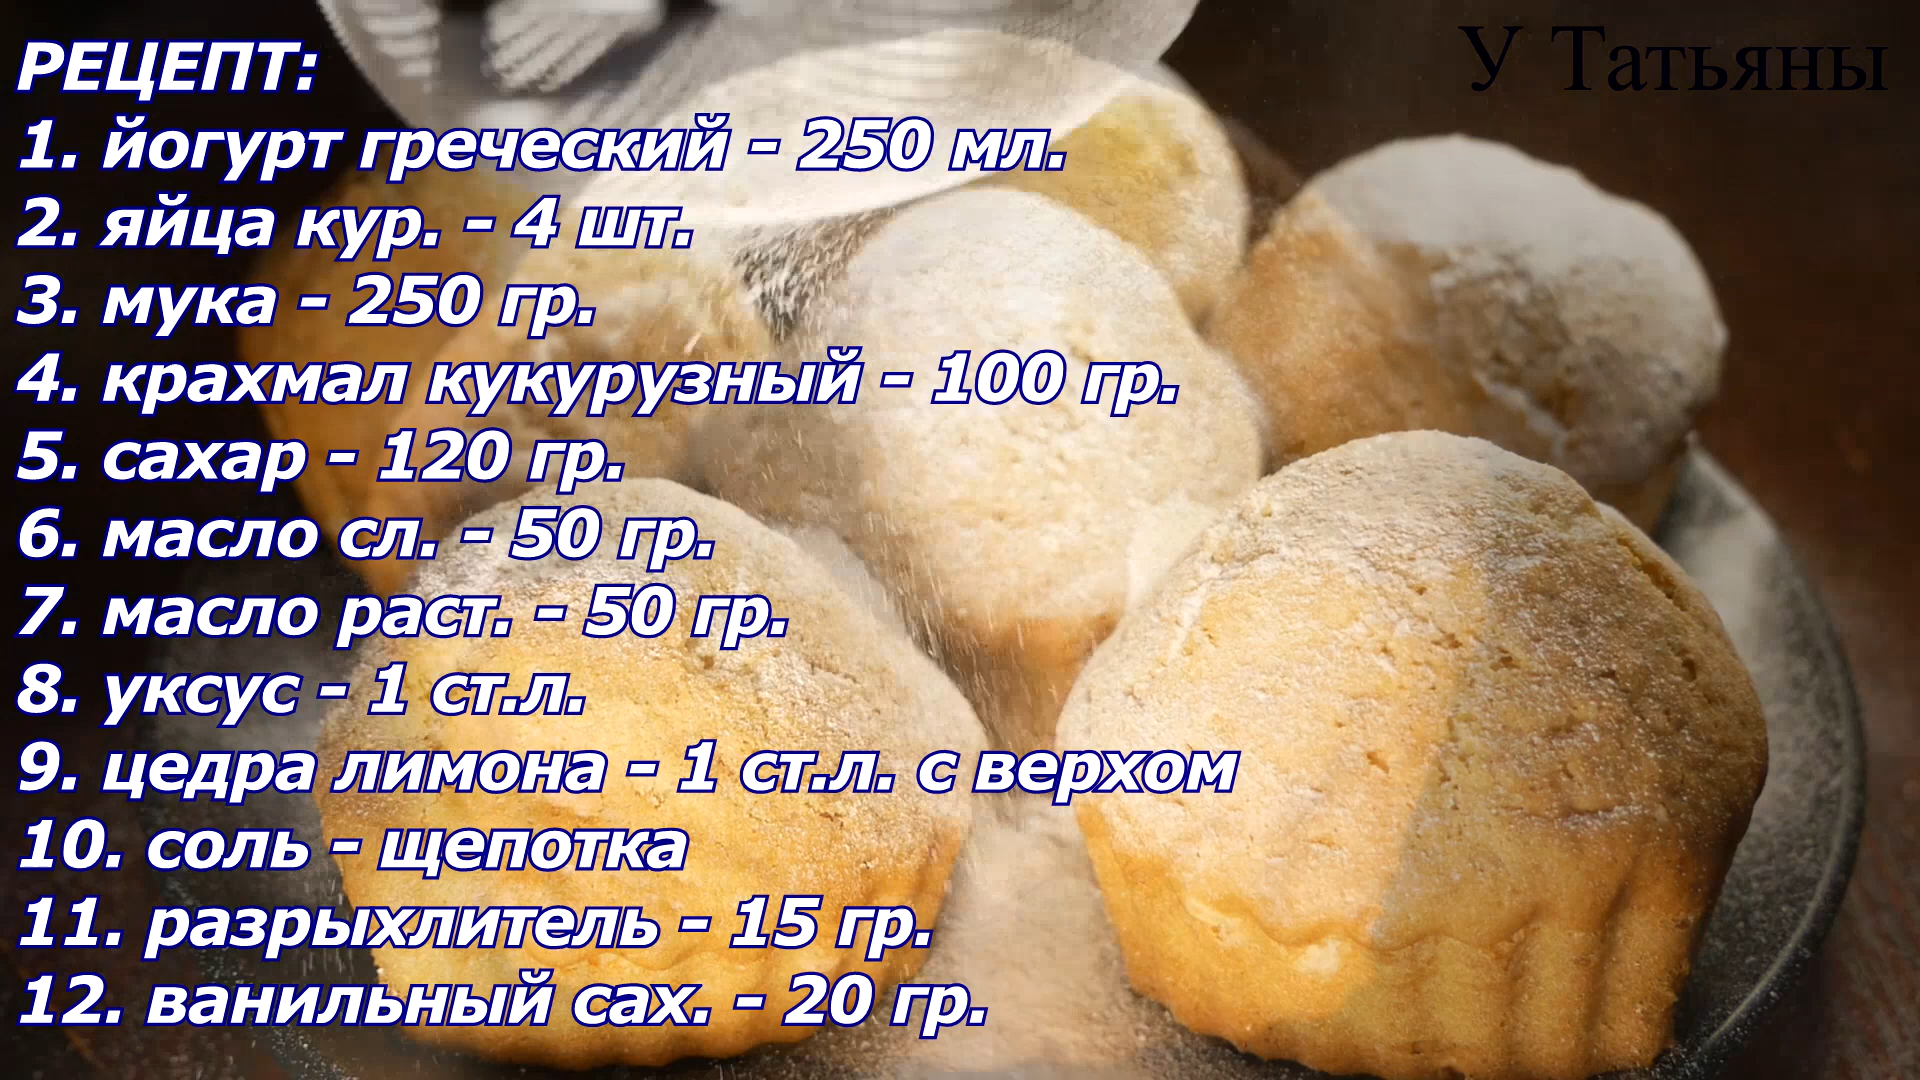 У Татьяны
РЕЦЕПТ:
1. йогурт греческий - 250 мл.
2. яйца кур. - 4 шт.
3. мука - 250 гр.
4. крахмал кукурузный - 100 гр.
5. сахар - 120 гр.
6. масло сл. - 50 гр.
7. масло раст. - 50 гр.
8. уксус - 1 ст.л.
9. цедра лимона - 1 ст.л. с верхом
10. соль - щепотка
11. разрыхлитель - 15 гр.
12. ванильный сах. - 20 гр.